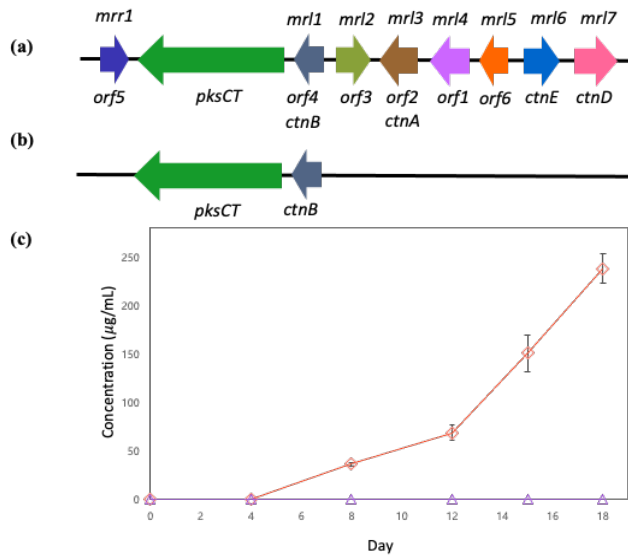 (a)
mrr1 mrl1 mrl2 mrl3 mrl4 mrl5 mrl6 mrl7
orf5 pksCT orf4 orf3 orf2 orf1 orf6 ctnE ctnD
ctnB ctnA
(b)
pksCT ctnB
(c)
Concentration (µg/mL)
250
200
150
100
50
0
0 2 4 6 8 10 12 14 16 18
Day